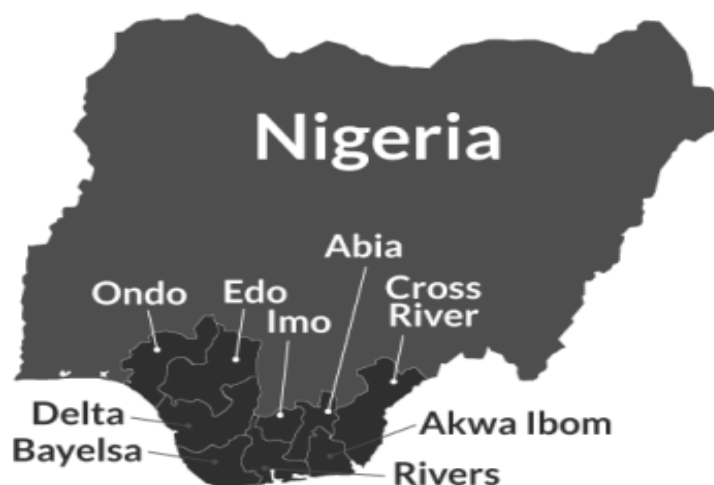 Nigeria
Abia
Ondo
Edo
Imo
Cross
River
Delta
Bayelsa
Akwa Ibom
Rivers